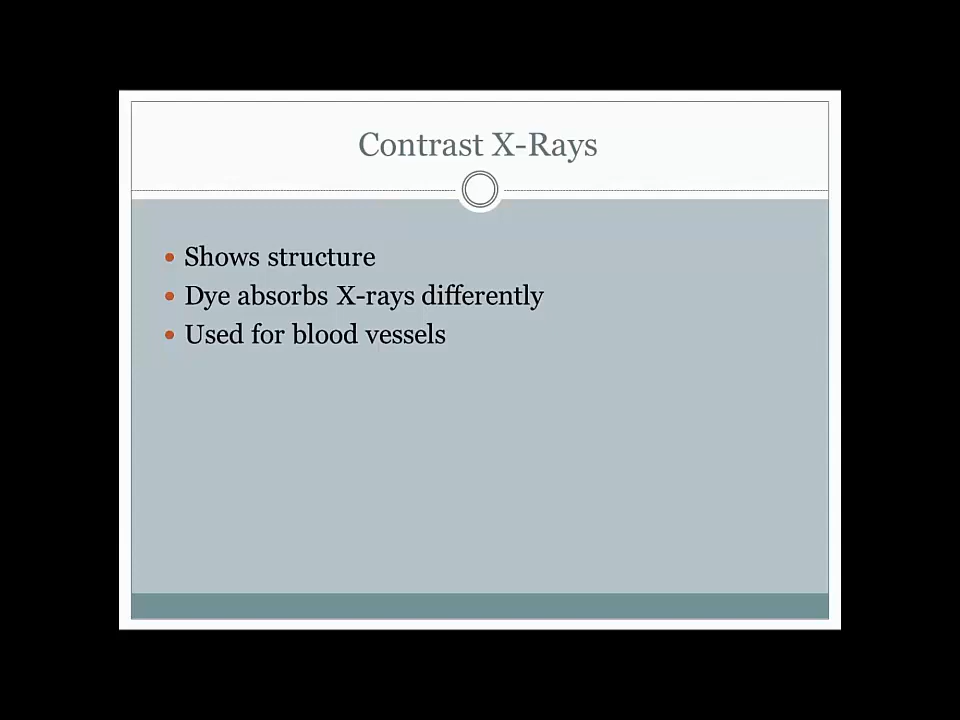 Contrast X-Rays
• Shows structure
• Dye absorbs X-rays differently
• Used for blood vessels